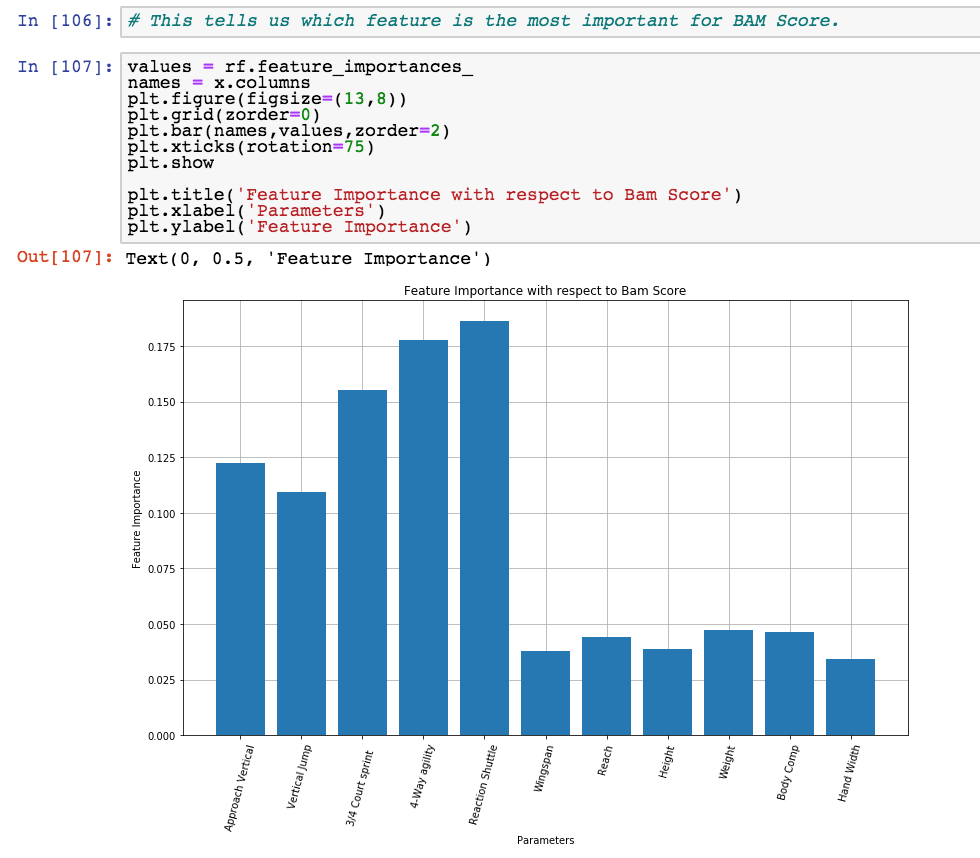 In [106]: # This tells us which feature is the most important for BAM Score.
In [107]: values = rf.feature_importances_
names = x.columns
plt.figure(figsize=(13,8))
plt.grid(zorder=0)
plt.bar(names,values,zorder=2)
plt.xticks(rotation=75)
plt.show
plt.title('Feature Importance with respect to Bam Score')
plt.xlabel('Parameters')
plt.ylabel('Feature Importance')
Out[107]: Text(0, 0.5, 'Feature Importance')
Feature Importance with respect to Bam Score
0.175
0.150
0.125
0.100
0.075
0.050
0.025
0.000
Feature Importance
Approach Vertical
Vertical Jump
3/4 Court sprint
4-Way agility
Reaction Shuttle
Wingspan
Reach
Height
Weight
Body Comp
Hand Width
Parameters